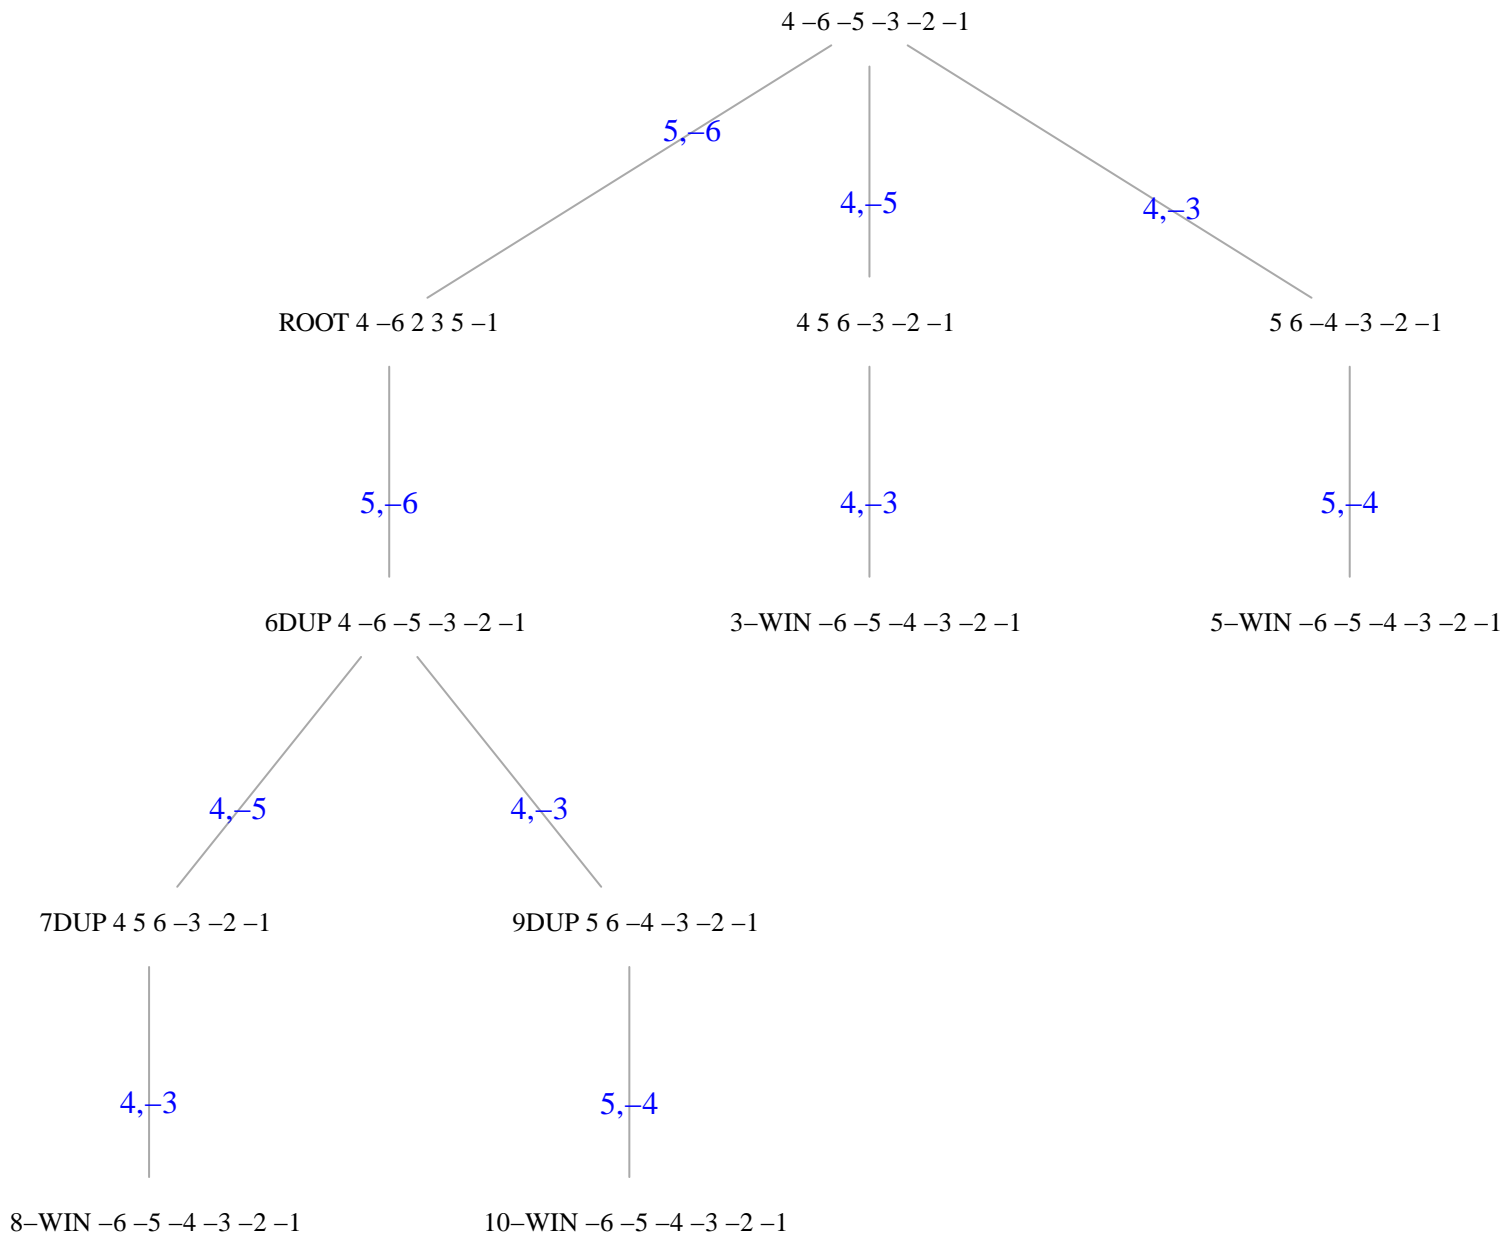 4 –6 –5 –3 –2 –1
5,–6
4,–5
4,–3
ROOT 4 –6 2 3 5 –1
4 5 6 –3 –2 –1
5 6 –4 –3 –2 –1
5,–6
4,–3
5,–4
6DUP 4 –6 –5 –3 –2 –1
3–WIN –6 –5 –4 –3 –2 –1
5–WIN –6 –5 –4 –3 –2 –1
4,–5
4,–3
7DUP 4 5 6 –3 –2 –1
9DUP 5 6 –4 –3 –2 –1
4,–3
5,–4
8–WIN –6 –5 –4 –3 –2 –1
10–WIN –6 –5 –4 –3 –2 –1